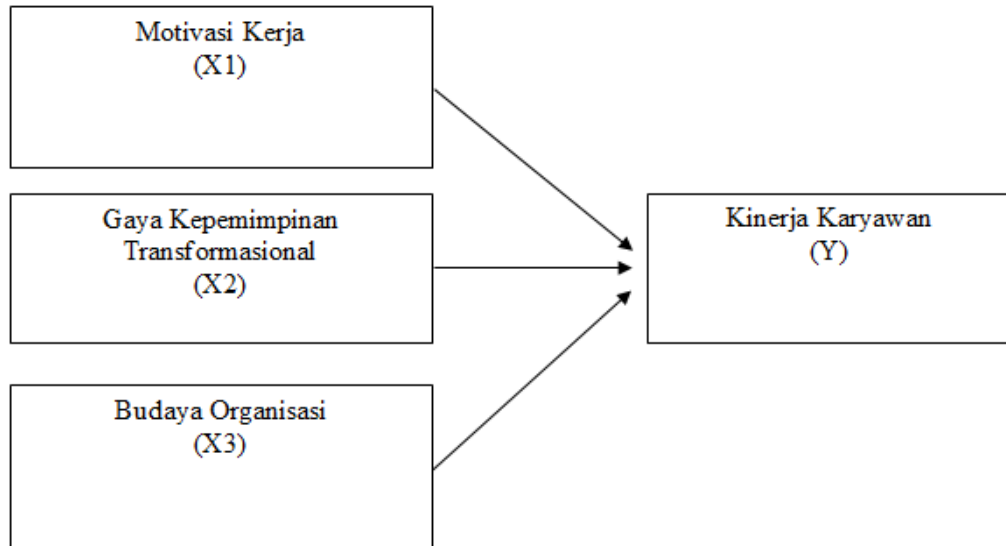 Motivasi Kerja
(X1)
Gaya Kepemimpinan
Transformasional
(X2)
Kinerja Karyawan
(Y)
Budaya Organisasi
(X3)